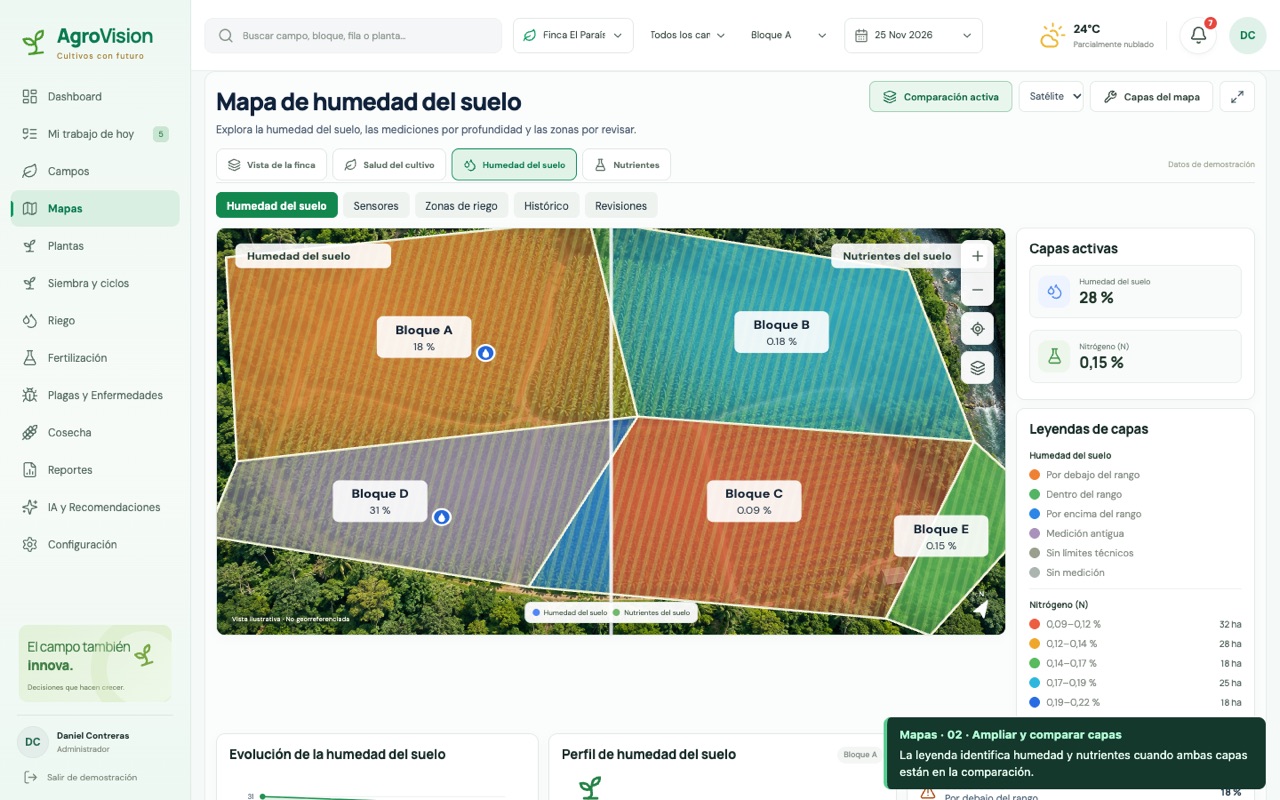 AgroVision
Cultivos con futuro
Dashboard
Mi trabajo de hoy
5
Campos
Mapas
Plantas
Siembra y ciclos
Riego
Fertilización
Plagas y Enfermedades
Cosecha
Reportes
IA y Recomendaciones
Configuración
El campo también
innova.
Decisiones que hacen crecer.
DC
Daniel Contreras
Administrador
Salir de demostración
Buscar campo, bloque, fila o planta...
Finca El Paraís
Todos los can
Bloque A
25 Nov 2026
24°C
Parcialmente nublado
7
DC
Mapa de humedad del suelo
Explora la humedad del suelo, las mediciones por profundidad y las zonas por revisar.
Comparación activa
Satélite
Capas del mapa
Vista de la finca
Salud del cultivo
Humedad del suelo
Nutrientes
Datos de demostración
Humedad del suelo
Sensores
Zonas de riego
Histórico
Revisiones
Humedad del suelo
Nutrientes del suelo
Bloque A
18 %
Bloque B
0.18 %
Bloque D
31 %
Bloque C
0.09 %
Bloque E
0.15 %
N
Humedad del suelo
Nutrientes del suelo
Vista ilustrativa · No georreferenciada
Capas activas
Humedad del suelo
28 %
Nitrógeno (N)
0,15 %
Leyendas de capas
Humedad del suelo
Por debajo del rango
Dentro del rango
Por encima del rango
Medición antigua
Sin límites técnicos
Sin medición
Nitrógeno (N)
0,09–0,12 % 32 ha
0,12–0,14 % 28 ha
0,14–0,17 % 18 ha
0,17–0,19 % 25 ha
0,19–0,22 % 18 ha
Evolución de la humedad del suelo
31
Perfil de humedad del suelo
Bloque A
Mapas · 02 · Ampliar y comparar capas
La leyenda identifica humedad y nutrientes cuando ambas capas
están en la comparación.
Por debajo del rango
18 %